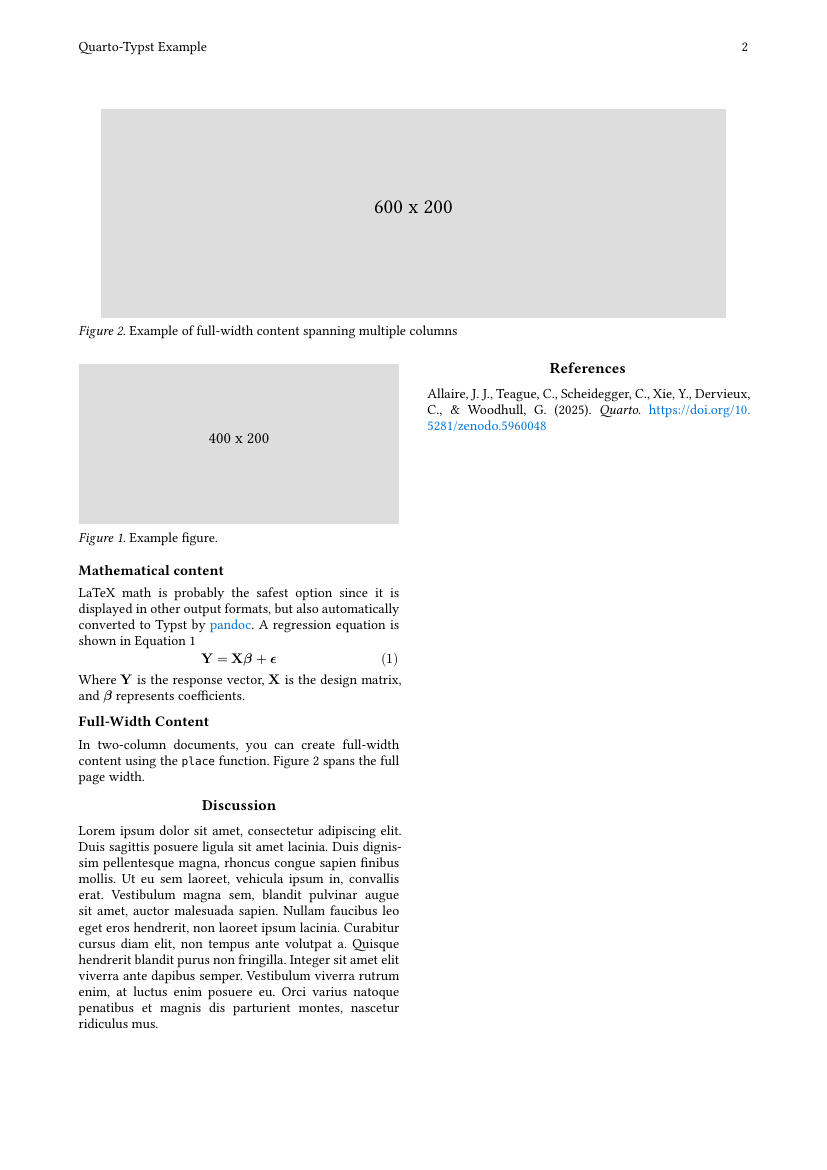 Quarto-Typst Example 2
600 x 200
Figure 2. Example of full-width content spanning multiple columns
400 x 200
Figure 1. Example figure.
Mathematical content
LaTeX math is probably the safest option since it is
displayed in other output formats, but also automatically
converted to Typst by pandoc. A regression equation is
shown in Equation 1
Y = Xβ + ϵ (1)
Where Y is the response vector, X is the design matrix,
and β represents coefficients.
Full-Width Content
In two-column documents, you can create full-width
content using the place function. Figure 2 spans the full
page width.
Discussion
Lorem ipsum dolor sit amet, consectetur adipiscing elit.
Duis sagittis posuere ligula sit amet lacinia. Duis dignis-
sim pellentesque magna, rhoncus congue sapien finibus
mollis. Ut eu sem laoreet, vehicula ipsum in, convallis
erat. Vestibulum magna sem, blandit pulvinar augue
sit amet, auctor malesuada sapien. Nullam faucibus leo
eget eros hendrerit, non laoreet ipsum lacinia. Curabitur
cursus diam elit, non tempus ante volutpat a. Quisque
hendrerit blandit purus non fringilla. Integer sit amet elit
viverra ante dapibus semper. Vestibulum viverra rutrum
enim, at luctus enim posuere eu. Orci varius natoque
penatibus et magnis dis parturient montes, nascetur
ridiculus mus.
References
Allaire, J. J., Teague, C., Scheidegger, C., Xie, Y., Dervieux,
C., & Woodhull, G. (2025). Quarto. https://doi.org/10.
5281/zenodo.5960048